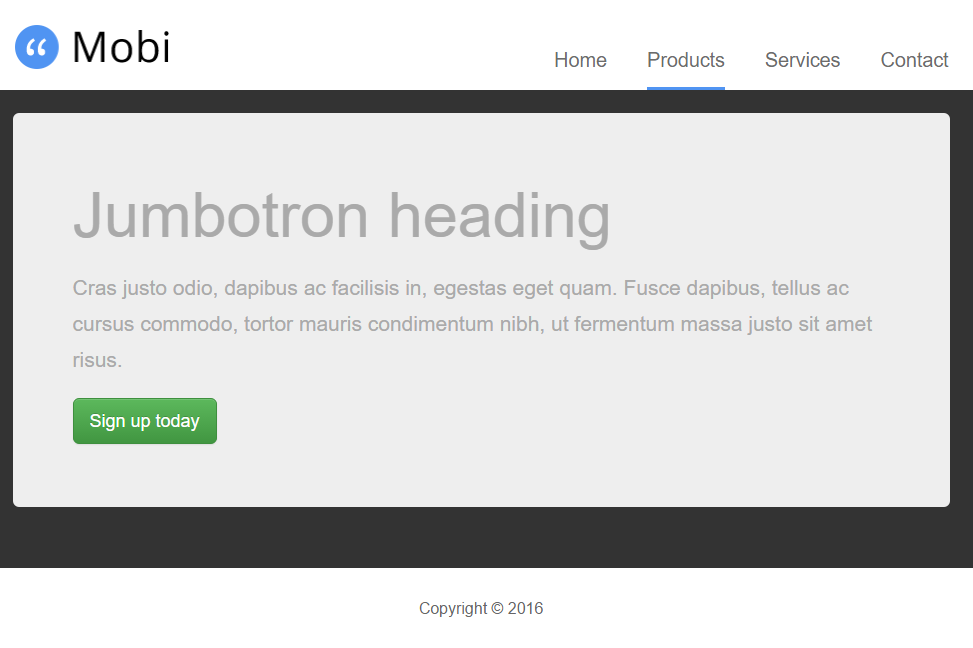 “ Mobi
Home Products Services Contact
Jumbotron heading
Cras justo odio, dapibus ac facilisis in, egestas eget quam. Fusce dapibus, tellus ac
cursus commodo, tortor mauris condimentum nibh, ut fermentum massa justo sit amet
risus.
Sign up today
Copyright © 2016